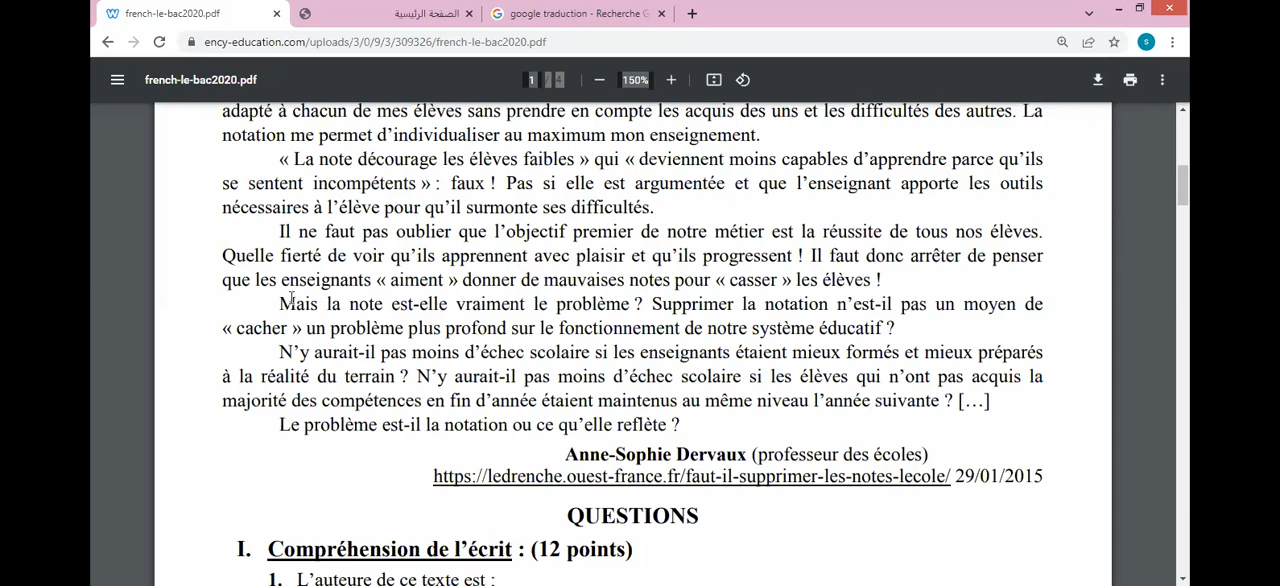 french-le-bac2020.pdf
الصفحة الرئيسية
google traduction - Recherche G
ency-education.com/uploads/3/0/9/3/309326/french-le-bac2020.pdf
s
french-le-bac2020.pdf
1 / 4
150%
adapté à chacun de mes élèves sans prendre en compte les acquis des uns et les difficultés des autres. La
notation me permet d’individualiser au maximum mon enseignement.
« La note décourage les élèves faibles » qui « deviennent moins capables d’apprendre parce qu’ils
se sentent incompétents » : faux ! Pas si elle est argumentée et que l’enseignant apporte les outils
nécessaires à l’élève pour qu’il surmonte ses difficultés.
Il ne faut pas oublier que l’objectif premier de notre métier est la réussite de tous nos élèves.
Quelle fierté de voir qu’ils apprennent avec plaisir et qu’ils progressent ! Il faut donc arrêter de penser
que les enseignants « aiment » donner de mauvaises notes pour « casser » les élèves !
Mais la note est-elle vraiment le problème ? Supprimer la notation n’est-il pas un moyen de
« cacher » un problème plus profond sur le fonctionnement de notre système éducatif ?
N’y aurait-il pas moins d’échec scolaire si les enseignants étaient mieux formés et mieux préparés
à la réalité du terrain ? N’y aurait-il pas moins d’échec scolaire si les élèves qui n’ont pas acquis la
majorité des compétences en fin d’année étaient maintenus au même niveau l’année suivante ? […]
Le problème est-il la notation ou ce qu’elle reflète ?
Anne-Sophie Dervaux (professeur des écoles)
https://ledrenche.ouest-france.fr/faut-il-supprimer-les-notes-lecole/ 29/01/2015
QUESTIONS
I. Compréhension de l’écrit : (12 points)
1. L’auteure de ce texte est :